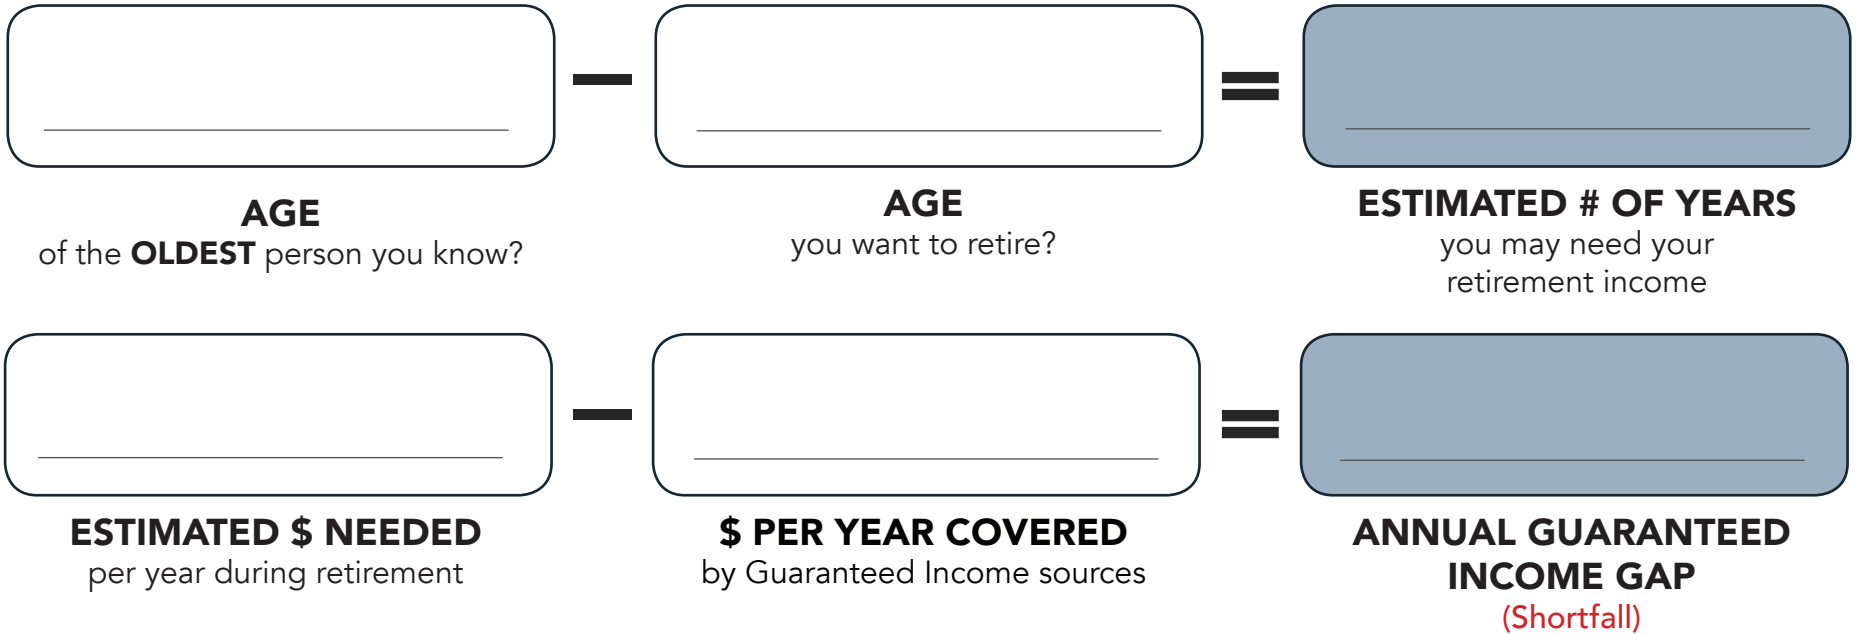 −
=
AGE
of the OLDEST person you know?
AGE
you want to retire?
ESTIMATED # OF YEARS
you may need your
retirement income
−
=
ESTIMATED $ NEEDED
per year during retirement
$ PER YEAR COVERED
by Guaranteed Income sources
ANNUAL GUARANTEED
INCOME GAP
(Shortfall)